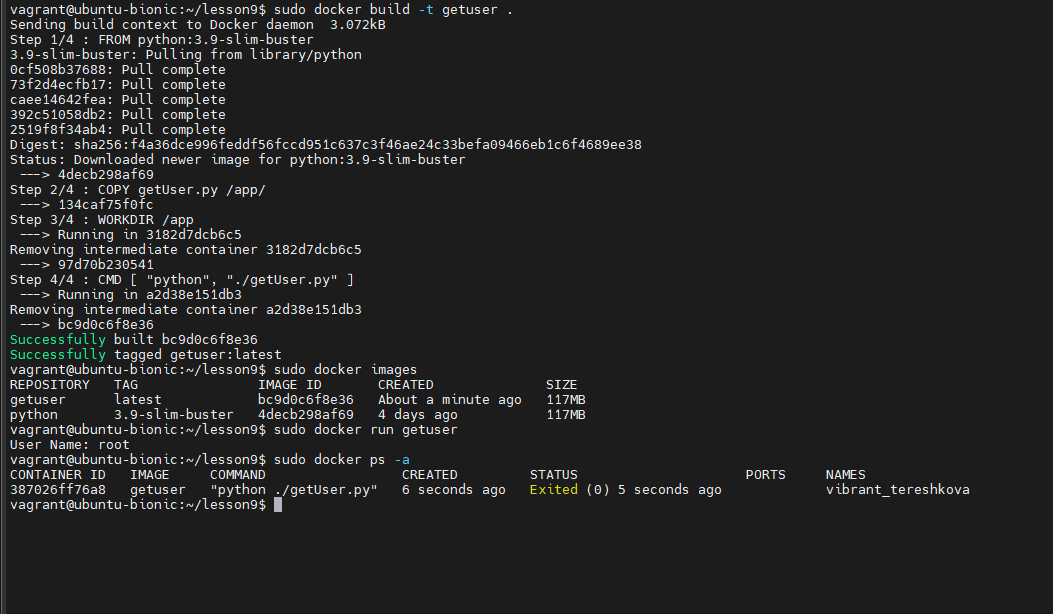 vagrant@ubuntu-bionic:~/lesson9$ sudo docker build -t getuser .
Sending build context to Docker daemon  3.072kB
Step 1/4 : FROM python:3.9-slim-buster
3.9-slim-buster: Pulling from library/python
0cf508b37688: Pull complete
73f2d4ecfb17: Pull complete
caee14642fea: Pull complete
392c51058db2: Pull complete
2519f8f34ab4: Pull complete
Digest: sha256:f4a36dce996feddf56fccd951c637c3f46ae24c33befa09466eb1c6f4689ee38
Status: Downloaded newer image for python:3.9-slim-buster
 ---> 4decb298af69
Step 2/4 : COPY getUser.py /app/
 ---> 134caf75f0fc
Step 3/4 : WORKDIR /app
 ---> Running in 3182d7dcb6c5
Removing intermediate container 3182d7dcb6c5
 ---> 97d70b230541
Step 4/4 : CMD [ "python", "./getUser.py" ]
 ---> Running in a2d38e151db3
Removing intermediate container a2d38e151db3
 ---> bc9d0c6f8e36
Successfully built bc9d0c6f8e36
Successfully tagged getuser:latest
vagrant@ubuntu-bionic:~/lesson9$ sudo docker images
REPOSITORY   TAG               IMAGE ID       CREATED              SIZE
getuser      latest            bc9d0c6f8e36   About a minute ago   117MB
python       3.9-slim-buster   4decb298af69   4 days ago           117MB
vagrant@ubuntu-bionic:~/lesson9$ sudo docker run getuser
User Name: root
vagrant@ubuntu-bionic:~/lesson9$ sudo docker ps -a
CONTAINER ID   IMAGE     COMMAND                 CREATED         STATUS                     PORTS     NAMES
387026ff76a8   getuser   "python ./getUser.py"   6 seconds ago   Exited (0) 5 seconds ago             vibrant_tereshkova
vagrant@ubuntu-bionic:~/lesson9$